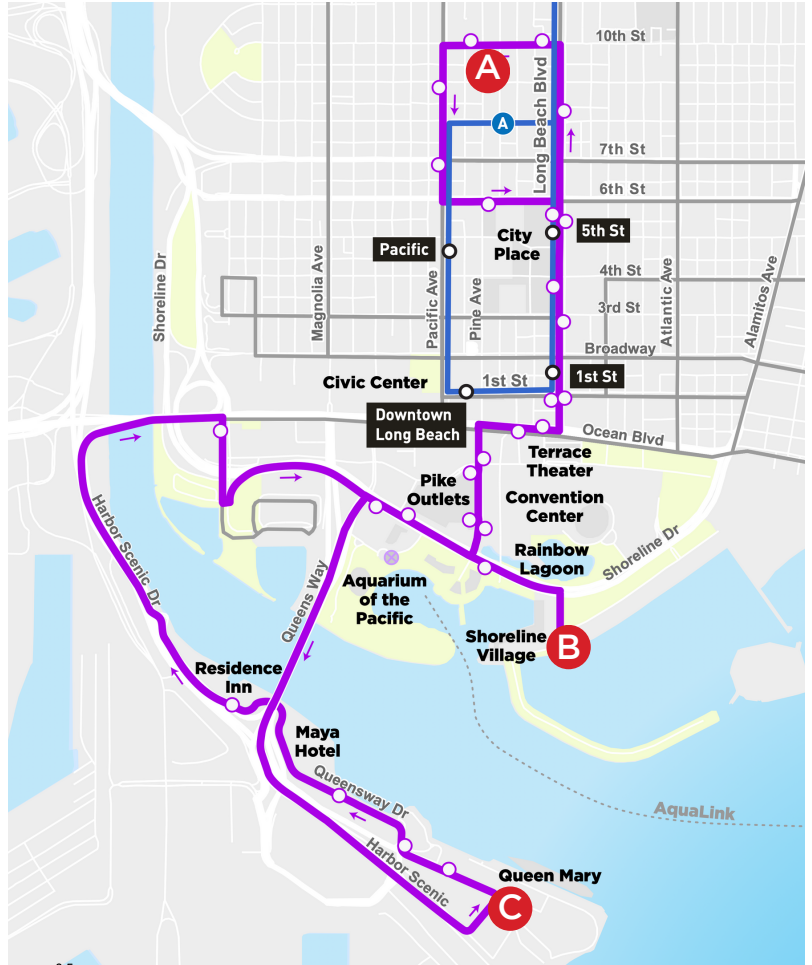 10th St
A
Long Beach Blvd
A
7th St
6th St
City
Place
5th St
Pacific
4th St
3rd St
Broadway
Shoreline Dr
Magnolia Ave
Pacific Ave
Pine Ave
Atlantic Ave
Alamitos Ave
Civic Center
1st St
1st St
Downtown
Long Beach
Ocean Blvd
Terrace
Theater
Pike
Outlets
Convention
Center
Rainbow
Lagoon
Shoreline Dr
Harbor Scenic Dr
Queens Way
Aquarium
of the
Pacific
Shoreline
Village
B
Residence
Inn
Maya
Hotel
Queensway Dr
AquaLink
Harbor Scenic
Queen Mary
C